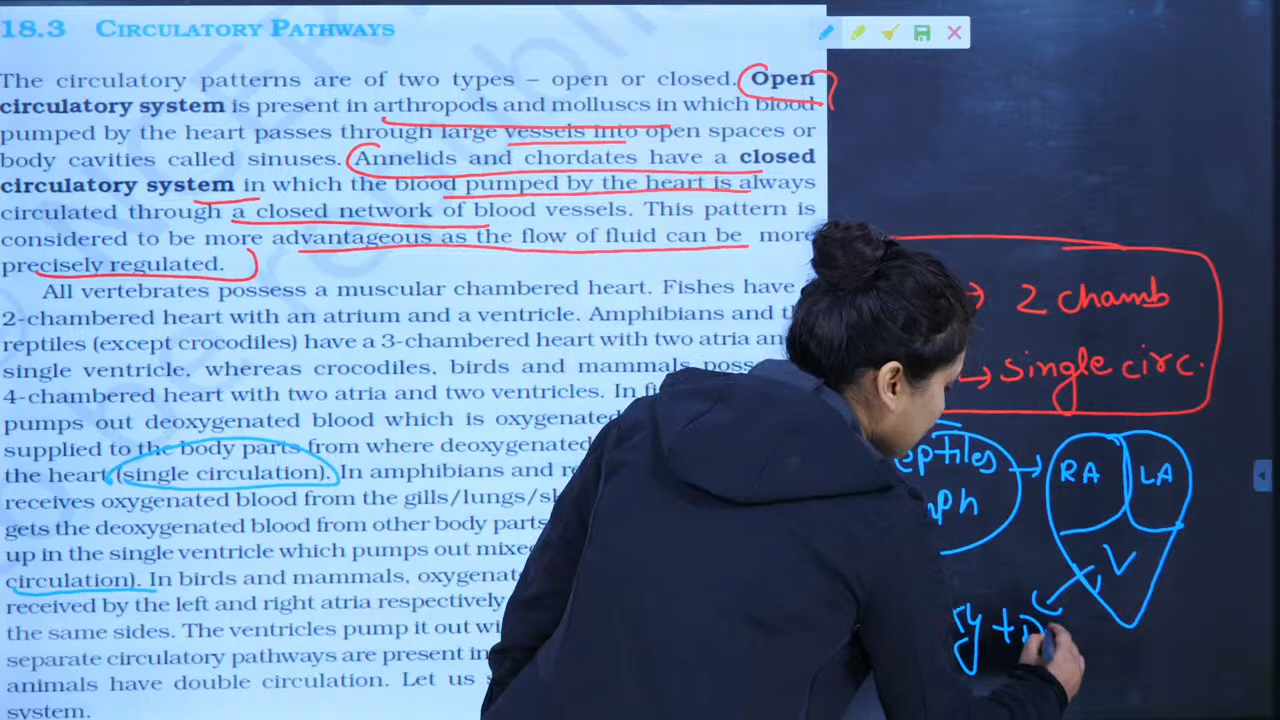 18.3 CIRCULATORY PATHWAYS
The circulatory patterns are of two types – open or closed. Open
circulatory system is present in arthropods and molluscs in which blood
pumped by the heart passes through large vessels into open spaces or
body cavities called sinuses. Annelids and chordates have a closed
circulatory system in which the blood pumped by the heart is always
circulated through a closed network of blood vessels. This pattern is
considered to be more advantageous as the flow of fluid can be more
precisely regulated.
All vertebrates possess a muscular chambered heart. Fishes have
2-chambered heart with an atrium and a ventricle. Amphibians and
reptiles (except crocodiles) have a 3-chambered heart with two atria
single ventricle, whereas crocodiles, birds and mammals
4-chambered heart with two atria and two ventricles. In
pumps out deoxygenated blood which is oxygenated
supplied to the body parts from where deoxygenated
the heart (single circulation). In amphibians and
receives oxygenated blood from the gills/lungs/
gets the deoxygenated blood from other body parts
up in the single ventricle which pumps out
circulation). In birds and mammals,
received by the left and right atria respectively
the same sides. The ventricles pump it out
separate circulatory pathways are present in
animals have double circulation. Let us
system.
→ 2 chamb
→ single circ.
→ RA LA
V